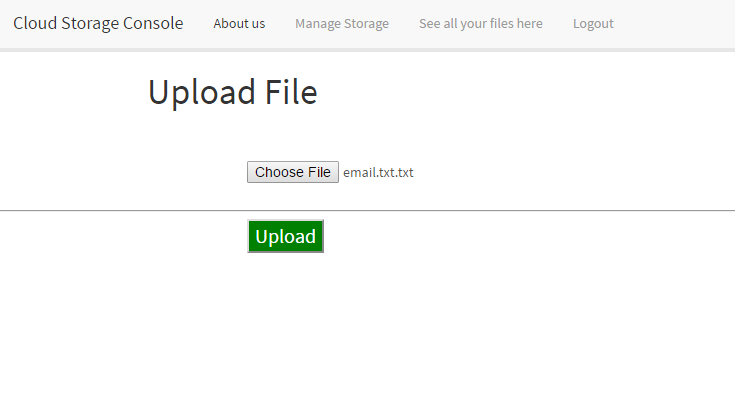 Cloud Storage Console About us Manage Storage See all your files here Logout
Upload File
Choose File email.txt.txt
Upload